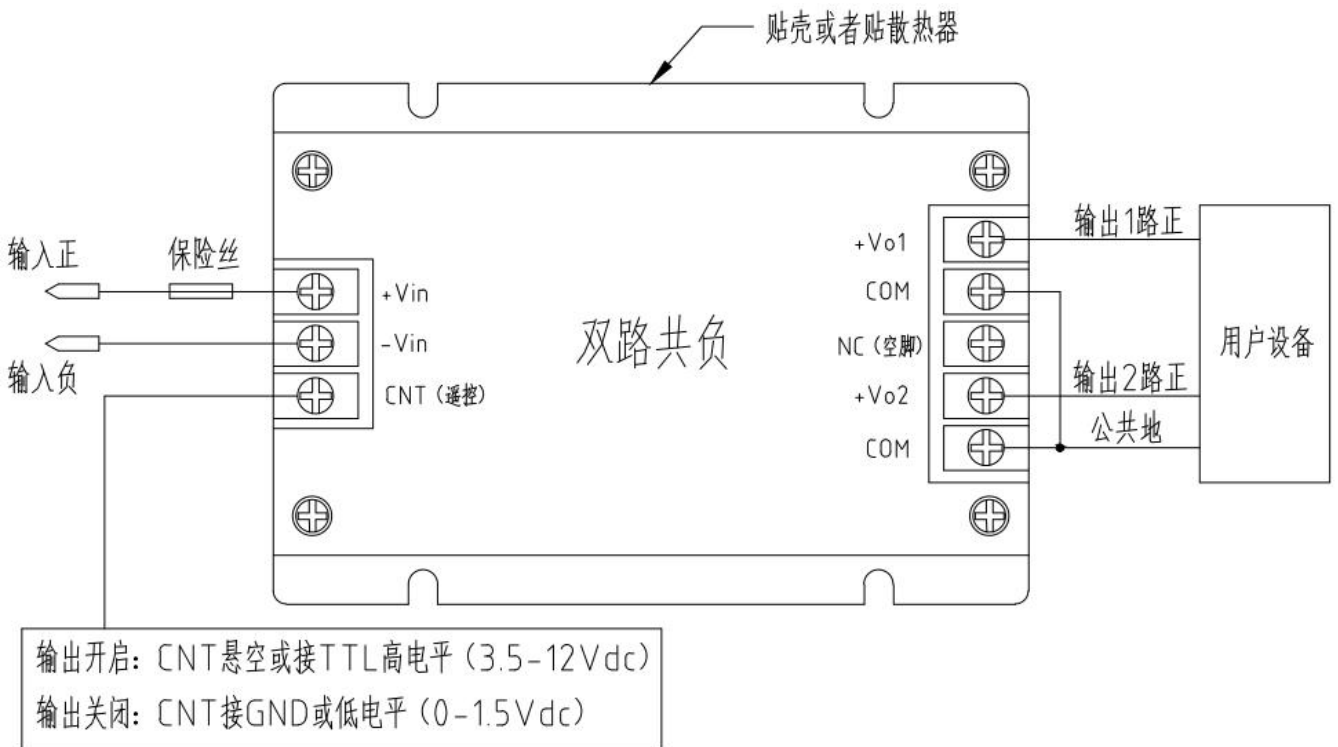 贴壳或者贴散热器
输入正
保险丝
+Vin
-Vin
输入负
CNT（遥控）
双路共负
+Vo1
COM
NC（空脚）
+Vo2
COM
输出1路正
输出2路正
公共地
用户设备
输出开启：CNT悬空或接TTL高电平（3.5-12Vdc）
输出关闭：CNT接GND或低电平（0-1.5Vdc）